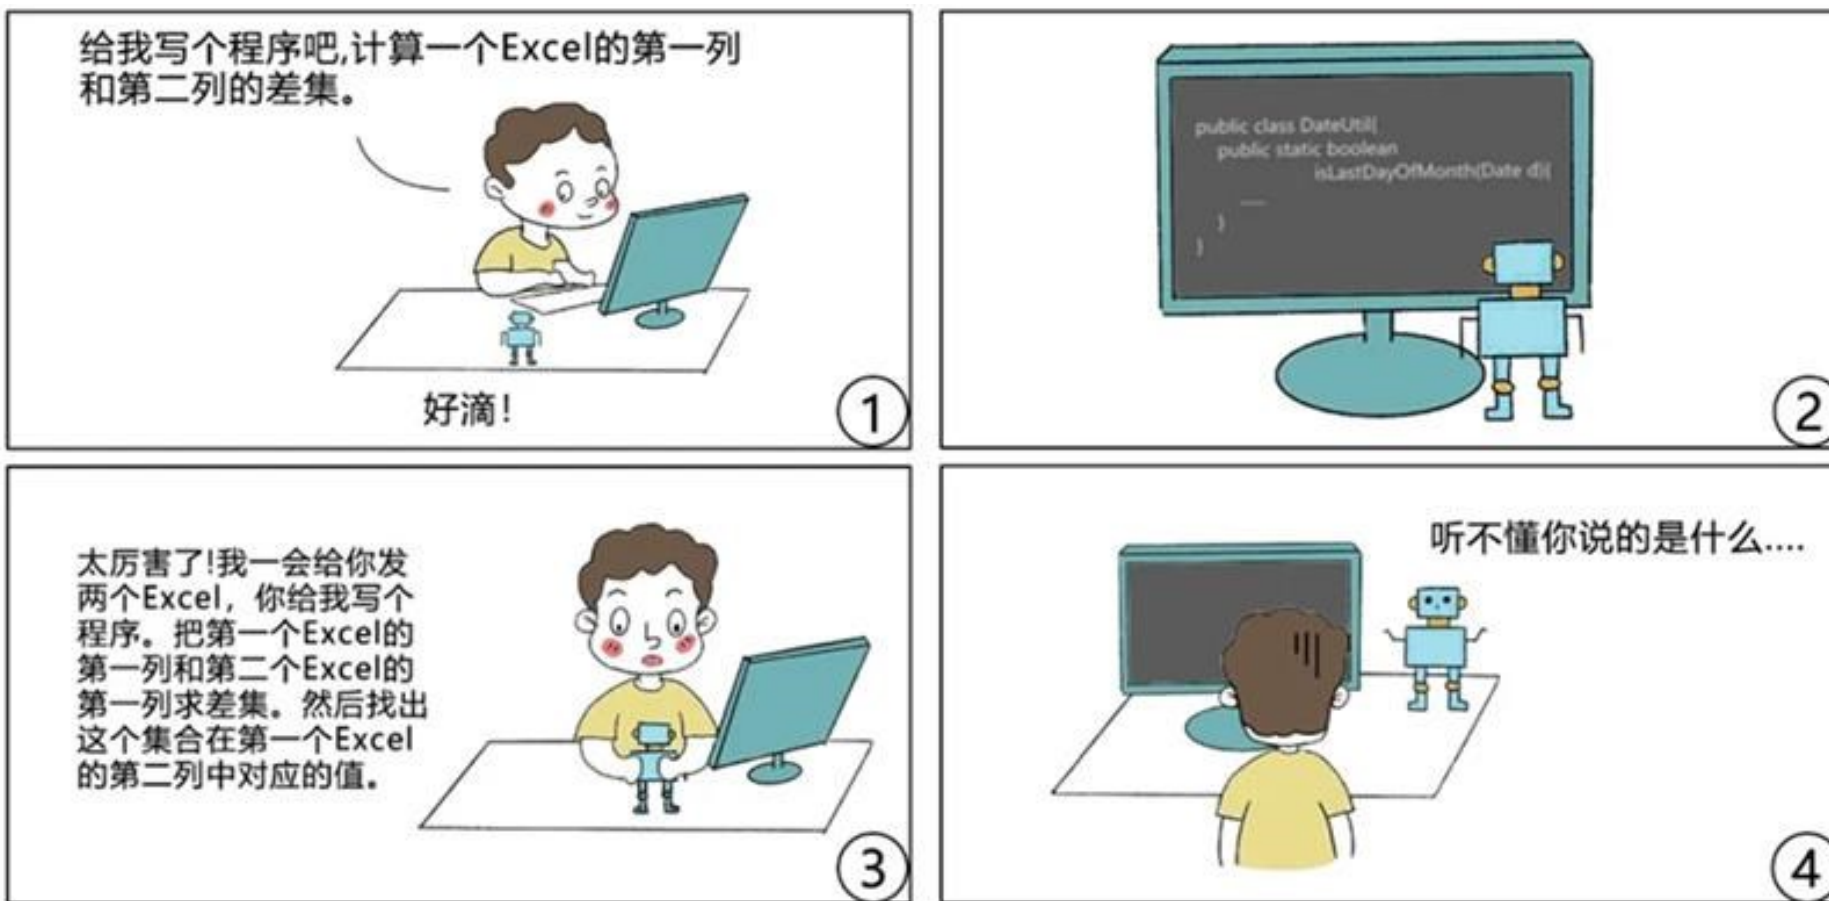 给我写个程序吧,计算一个Excel的第一列
和第二列的差集。
好滴!
①
public class DateUtil{
public static boolean
isLastDayOfMonth(Date d){
.....
}
}
②
太厉害了!我一会给你发
两个Excel，你给我写个
程序。把第一个Excel的
第一列和第二个Excel的
第一列求差集。然后找出
这个集合在第一个Excel
的第二列中对应的值。
③
听不懂你说的是什么....
④